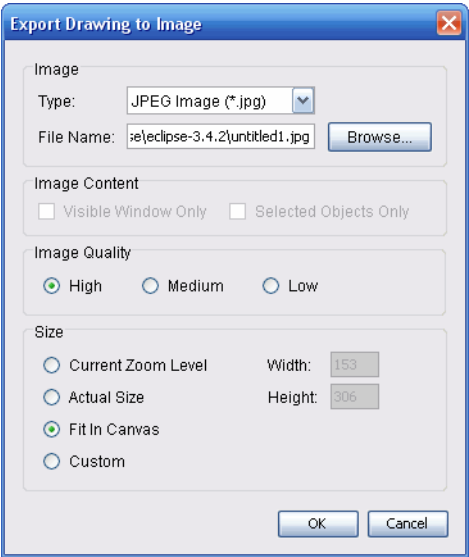 Export Drawing to Image
Image
Type: JPEG Image (*.jpg)
File Name: se\eclipse-3.4.2\untitled1.jpg Browse...
Image Content
Visible Window Only Selected Objects Only
Image Quality
High Medium Low
Size
Current Zoom Level Width: 153
Actual Size Height: 306
Fit In Canvas
Custom
OK Cancel